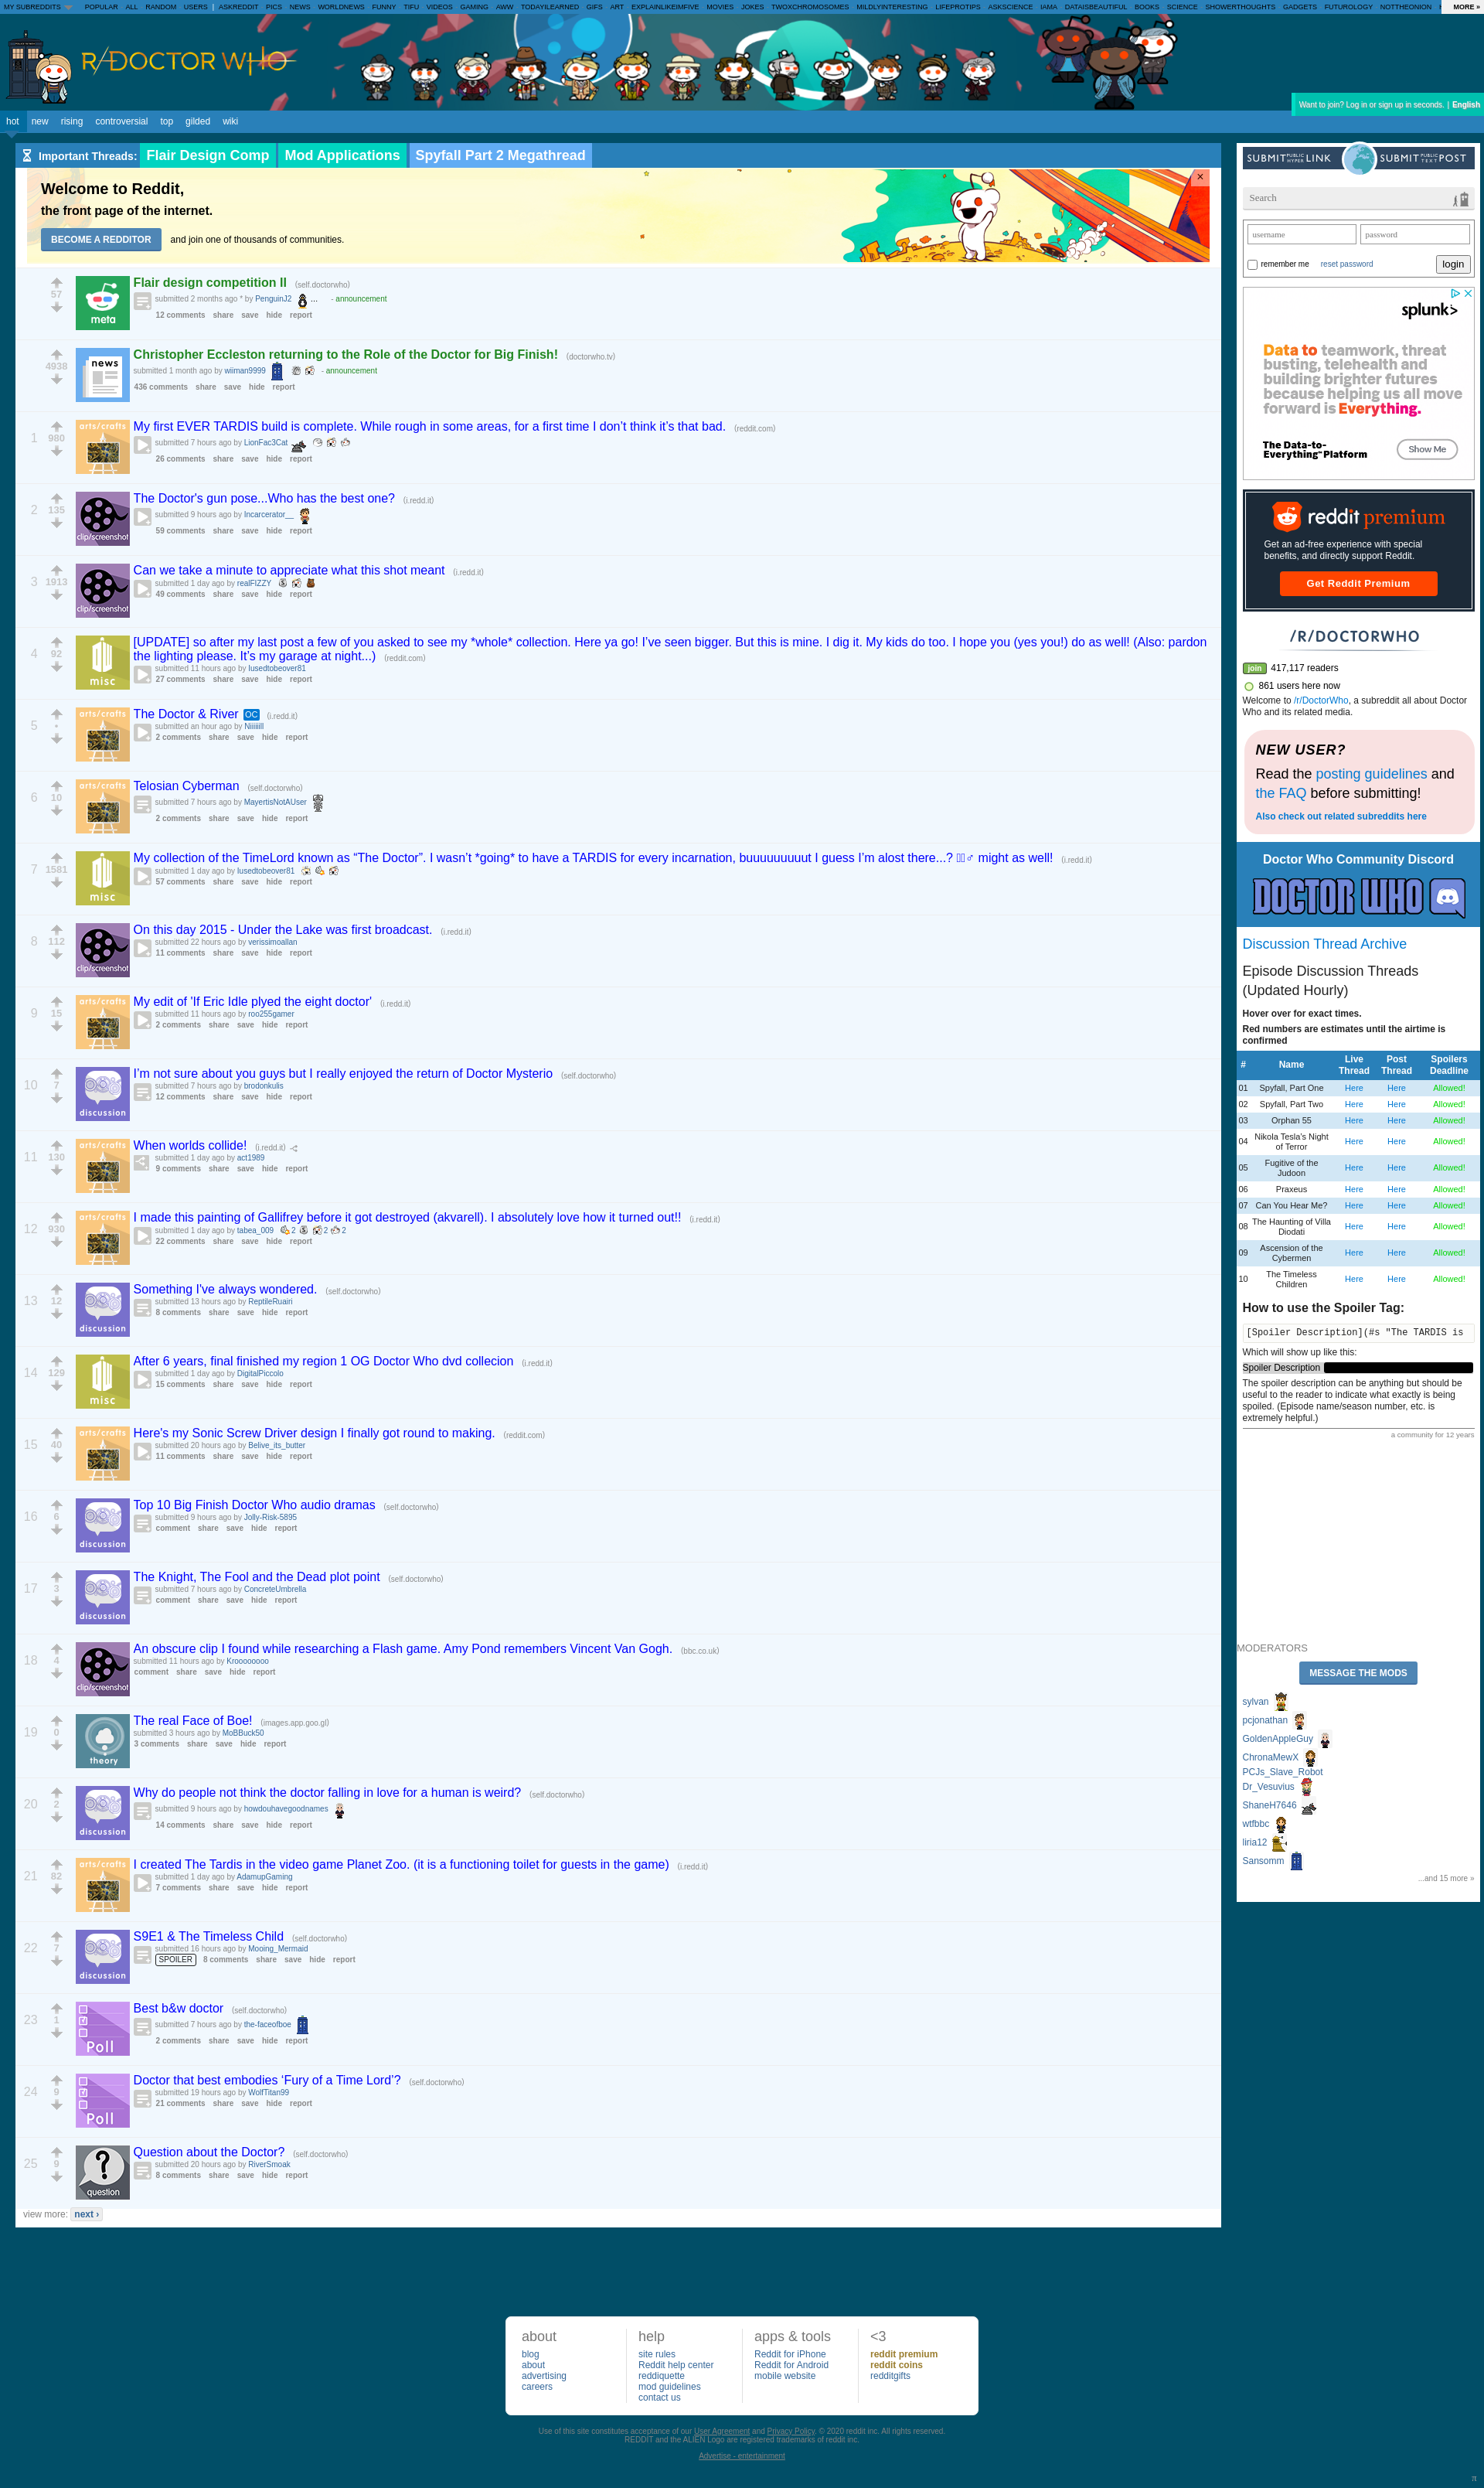 MY SUBREDDITS POPULAR ALL RANDOM USERS | ASKREDDIT PICS NEWS WORLDNEWS FUNNY TIFU VIDEOS GAMING AWW TODAYILEARNED GIFS ART EXPLAINLIKEIMFIVE MOVIES JOKES TWOXCHROMOSOMES MILDLYINTERESTING LIFEPROTIPS ASKSCIENCE IAMA DATAISBEAUTIFUL BOOKS SCIENCE SHOWERTHOUGHTS GADGETS FUTUROLOGY NOTTHEONION MORE »
R/DOCTOR WHO
Want to join? Log in or sign up in seconds. | English
hot new rising controversial top gilded wiki
Important Threads: Flair Design Comp Mod Applications Spyfall Part 2 Megathread
Welcome to Reddit,
the front page of the internet.
BECOME A REDDITOR and join one of thousands of communities.
×
57
meta
Flair design competition II (self.doctorwho)
submitted 2 months ago * by PenguinJ2 ... - announcement
12 comments share save hide report
4938
news
Christopher Eccleston returning to the Role of the Doctor for Big Finish! (doctorwho.tv)
submitted 1 month ago by wiiman9999 - announcement
436 comments share save hide report
1
980
arts/crafts
My first EVER TARDIS build is complete. While rough in some areas, for a first time I don’t think it’s that bad. (reddit.com)
submitted 7 hours ago by LionFac3Cat
26 comments share save hide report
2
135
clip/screenshot
The Doctor's gun pose...Who has the best one? (i.redd.it)
submitted 9 hours ago by Incarcerator__
59 comments share save hide report
3
1913
clip/screenshot
Can we take a minute to appreciate what this shot meant (i.redd.it)
submitted 1 day ago by realFIZZY
49 comments share save hide report
4
92
misc
[UPDATE] so after my last post a few of you asked to see my *whole* collection. Here ya go! I’ve seen bigger. But this is mine. I dig it. My kids do too. I hope you (yes you!) do as well! (Also: pardon
the lighting please. It’s my garage at night...) (reddit.com)
submitted 11 hours ago by Iusedtobeover81
27 comments share save hide report
5
•
arts/crafts
The Doctor & River OC (i.redd.it)
submitted an hour ago by Niiiiiill
2 comments share save hide report
6
10
arts/crafts
Telosian Cyberman (self.doctorwho)
submitted 7 hours ago by MayertisNotAUser
2 comments share save hide report
7
1581
misc
My collection of the TimeLord known as “The Doctor”. I wasn’t *going* to have a TARDIS for every incarnation, buuuuuuuuut I guess I’m alost there...? ♂ might as well! (i.redd.it)
submitted 1 day ago by Iusedtobeover81
57 comments share save hide report
8
112
clip/screenshot
On this day 2015 - Under the Lake was first broadcast. (i.redd.it)
submitted 22 hours ago by verissimoallan
11 comments share save hide report
9
15
arts/crafts
My edit of 'If Eric Idle plyed the eight doctor' (i.redd.it)
submitted 11 hours ago by roo255gamer
2 comments share save hide report
10
7
discussion
I’m not sure about you guys but I really enjoyed the return of Doctor Mysterio (self.doctorwho)
submitted 7 hours ago by brodonkulis
12 comments share save hide report
11
130
arts/crafts
When worlds collide! (i.redd.it)
submitted 1 day ago by act1989
9 comments share save hide report
12
930
arts/crafts
I made this painting of Gallifrey before it got destroyed (akvarell). I absolutely love how it turned out!! (i.redd.it)
submitted 1 day ago by tabea_009 2 2 2
22 comments share save hide report
13
12
discussion
Something I've always wondered. (self.doctorwho)
submitted 13 hours ago by ReptileRuairi
8 comments share save hide report
14
129
misc
After 6 years, final finished my region 1 OG Doctor Who dvd collecion (i.redd.it)
submitted 1 day ago by DigitalPiccolo
15 comments share save hide report
15
40
arts/crafts
Here's my Sonic Screw Driver design I finally got round to making. (reddit.com)
submitted 20 hours ago by Belive_its_butter
11 comments share save hide report
16
6
discussion
Top 10 Big Finish Doctor Who audio dramas (self.doctorwho)
submitted 9 hours ago by Jolly-Risk-5895
comment share save hide report
17
3
discussion
The Knight, The Fool and the Dead plot point (self.doctorwho)
submitted 7 hours ago by ConcreteUmbrella
comment share save hide report
18
4
clip/screenshot
An obscure clip I found while researching a Flash game. Amy Pond remembers Vincent Van Gogh. (bbc.co.uk)
submitted 11 hours ago by Kroooooooo
comment share save hide report
19
0
theory
The real Face of Boe! (images.app.goo.gl)
submitted 3 hours ago by MoBBuck50
3 comments share save hide report
20
2
discussion
Why do people not think the doctor falling in love for a human is weird? (self.doctorwho)
submitted 9 hours ago by howdouhavegoodnames
14 comments share save hide report
21
82
arts/crafts
I created The Tardis in the video game Planet Zoo. (it is a functioning toilet for guests in the game) (i.redd.it)
submitted 1 day ago by AdamupGaming
7 comments share save hide report
22
7
discussion
S9E1 & The Timeless Child (self.doctorwho)
submitted 16 hours ago by Mooing_Mermaid
SPOILER 8 comments share save hide report
23
1
Poll
Best b&w doctor (self.doctorwho)
submitted 7 hours ago by the-faceofboe
2 comments share save hide report
24
9
Poll
Doctor that best embodies ‘Fury of a Time Lord’? (self.doctorwho)
submitted 19 hours ago by WolfTitan99
21 comments share save hide report
25
9
question
Question about the Doctor? (self.doctorwho)
submitted 20 hours ago by RiverSmoak
8 comments share save hide report
view more: next ›
SUBMIT PUBLIC HYPER LINK SUBMIT PUBLIC TEXT POST
Search
username password
remember me reset password login
splunk>
Data to teamwork, threat
busting, telehealth and
building brighter futures
because helping us all move
forward is Everything.
The Data-to-
Everything™ Platform
Show Me
reddit premium
Get an ad-free experience with special
benefits, and directly support Reddit.
Get Reddit Premium
/R/DOCTORWHO
join 417,117 readers
861 users here now
Welcome to /r/DoctorWho, a subreddit all about Doctor
Who and its related media.
NEW USER?
Read the posting guidelines and
the FAQ before submitting!
Also check out related subreddits here
Doctor Who Community Discord
DOCTOR WHO
Discussion Thread Archive
Episode Discussion Threads
(Updated Hourly)
Hover over for exact times.
Red numbers are estimates until the airtime is
confirmed
# Name Live Thread Post Thread Spoilers Deadline
01 Spyfall, Part One Here Here Allowed!
02 Spyfall, Part Two Here Here Allowed!
03 Orphan 55 Here Here Allowed!
04 Nikola Tesla's Night of Terror Here Here Allowed!
05 Fugitive of the Judoon Here Here Allowed!
06 Praxeus Here Here Allowed!
07 Can You Hear Me? Here Here Allowed!
08 The Haunting of Villa Diodati Here Here Allowed!
09 Ascension of the Cybermen Here Here Allowed!
10 The Timeless Children Here Here Allowed!
How to use the Spoiler Tag:
[Spoiler Description](#s "The TARDIS is
Which will show up like this:
Spoiler Description
The spoiler description can be anything but should be
useful to the reader to indicate what exactly is being
spoiled. (Episode name/season number, etc. is
extremely helpful.)
a community for 12 years
MODERATORS
MESSAGE THE MODS
sylvan
pcjonathan
GoldenAppleGuy
ChronaMewX
PCJs_Slave_Robot
Dr_Vesuvius
ShaneH7646
wtfbbc
liria12
Sansomm
...and 15 more »
about
blog
about
advertising
careers
help
site rules
Reddit help center
reddiquette
mod guidelines
contact us
apps & tools
Reddit for iPhone
Reddit for Android
mobile website
<3
reddit premium
reddit coins
redditgifts
Use of this site constitutes acceptance of our User Agreement and Privacy Policy. © 2020 reddit inc. All rights reserved.
REDDIT and the ALIEN Logo are registered trademarks of reddit inc.
Advertise - entertainment
π